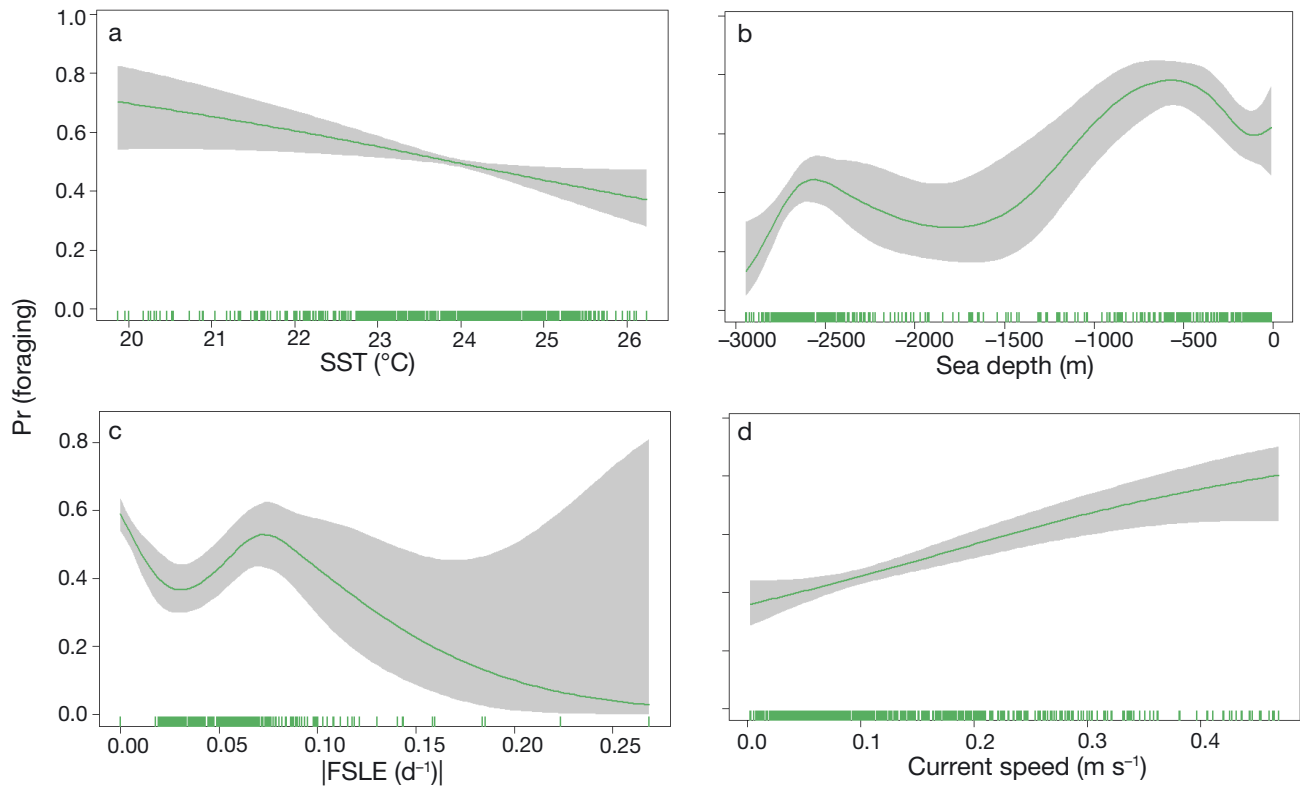 a
1.0
0.8
0.6
0.4
0.2
0.0
20 21 22 23 24 25 26
SST (°C)
b
−3000 −2500 −2000 −1500 −1000 −500 0
Sea depth (m)
Pr (foraging)
c
0.8
0.6
0.4
0.2
0.0
0.00 0.05 0.10 0.15 0.20 0.25
|FSLE (d⁻¹)|
d
0.0 0.1 0.2 0.3 0.4
Current speed (m s⁻¹)